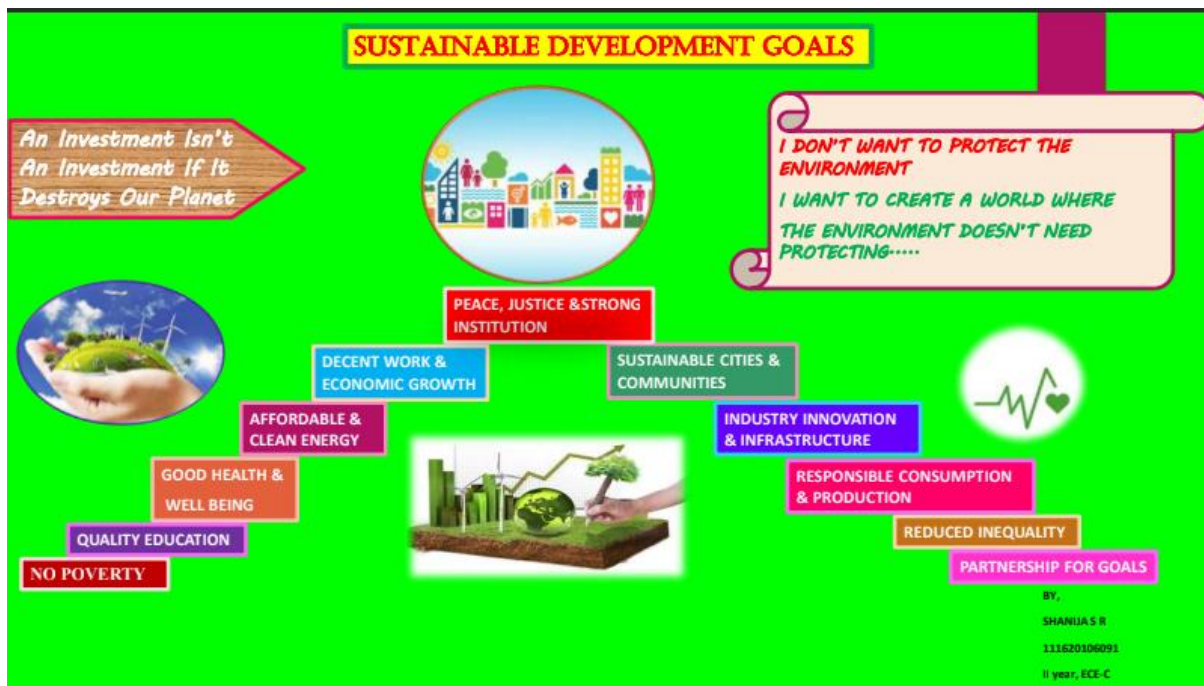 SUSTAINABLE DEVELOPMENT GOALS
An Investment Isn't
An Investment If It
Destroys Our Planet
I DON'T WANT TO PROTECT THE
ENVIRONMENT
I WANT TO CREATE A WORLD WHERE
THE ENVIRONMENT DOESN'T NEED
PROTECTING.....
PEACE, JUSTICE &STRONG
INSTITUTION
DECENT WORK &
ECONOMIC GROWTH
SUSTAINABLE CITIES &
COMMUNITIES
AFFORDABLE &
CLEAN ENERGY
INDUSTRY INNOVATION
& INFRASTRUCTURE
GOOD HEALTH &
WELL BEING
RESPONSIBLE CONSUMPTION
& PRODUCTION
QUALITY EDUCATION
REDUCED INEQUALITY
NO POVERTY
PARTNERSHIP FOR GOALS
BY,
SHANIJA S R
111620106091
II year, ECE-C